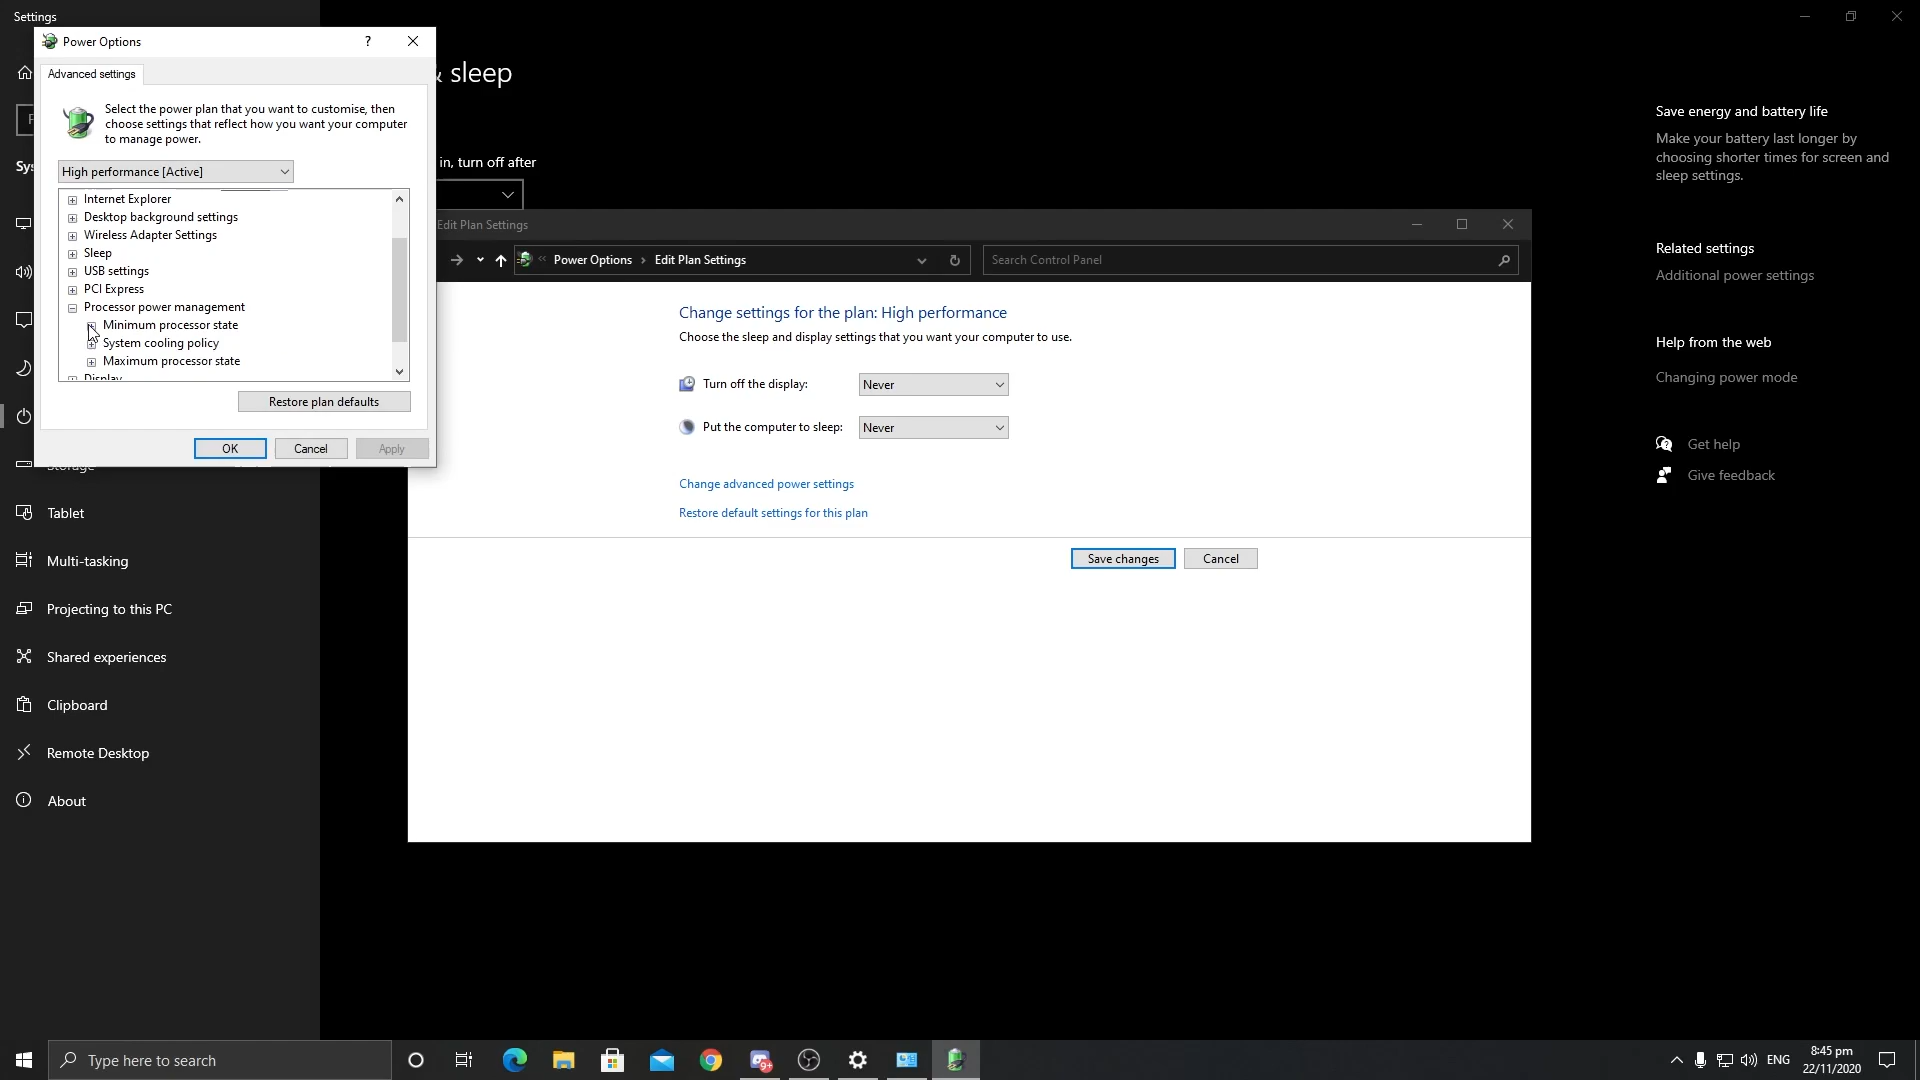 Settings
Power Options
?
Advanced settings
Select the power plan that you want to customise, then
choose settings that reflect how you want your computer
to manage power.
High performance [Active]
Internet Explorer
Desktop background settings
Wireless Adapter Settings
Sleep
USB settings
PCI Express
Processor power management
Minimum processor state
System cooling policy
Maximum processor state
Display
Restore plan defaults
OK
Cancel
Apply
Sys
Storage
Tablet
Multi-tasking
Projecting to this PC
Shared experiences
Clipboard
Remote Desktop
About
& sleep
in, turn off after
Edit Plan Settings
Power Options
Edit Plan Settings
Search Control Panel
Change settings for the plan: High performance
Choose the sleep and display settings that you want your computer to use.
Turn off the display:
Never
Put the computer to sleep:
Never
Change advanced power settings
Restore default settings for this plan
Save changes
Cancel
Save energy and battery life
Make your battery last longer by
choosing shorter times for screen and
sleep settings.
Related settings
Additional power settings
Help from the web
Changing power mode
Get help
Give feedback
Type here to search
9+
ENG
8:45 pm
22/11/2020